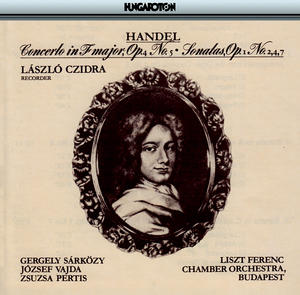 HUNGAROTON
HANDEL
Concerto in F major, Op.4 No.5 • Sonatas, Op.1 No.2,4,7
LÁSZLÓ CZIDRA
RECORDER
GERGELY SÁRKÖZY
JÓZSEF VAJDA
ZSUZSA PERTIS
LISZT FERENC
CHAMBER ORCHESTRA,
BUDAPEST